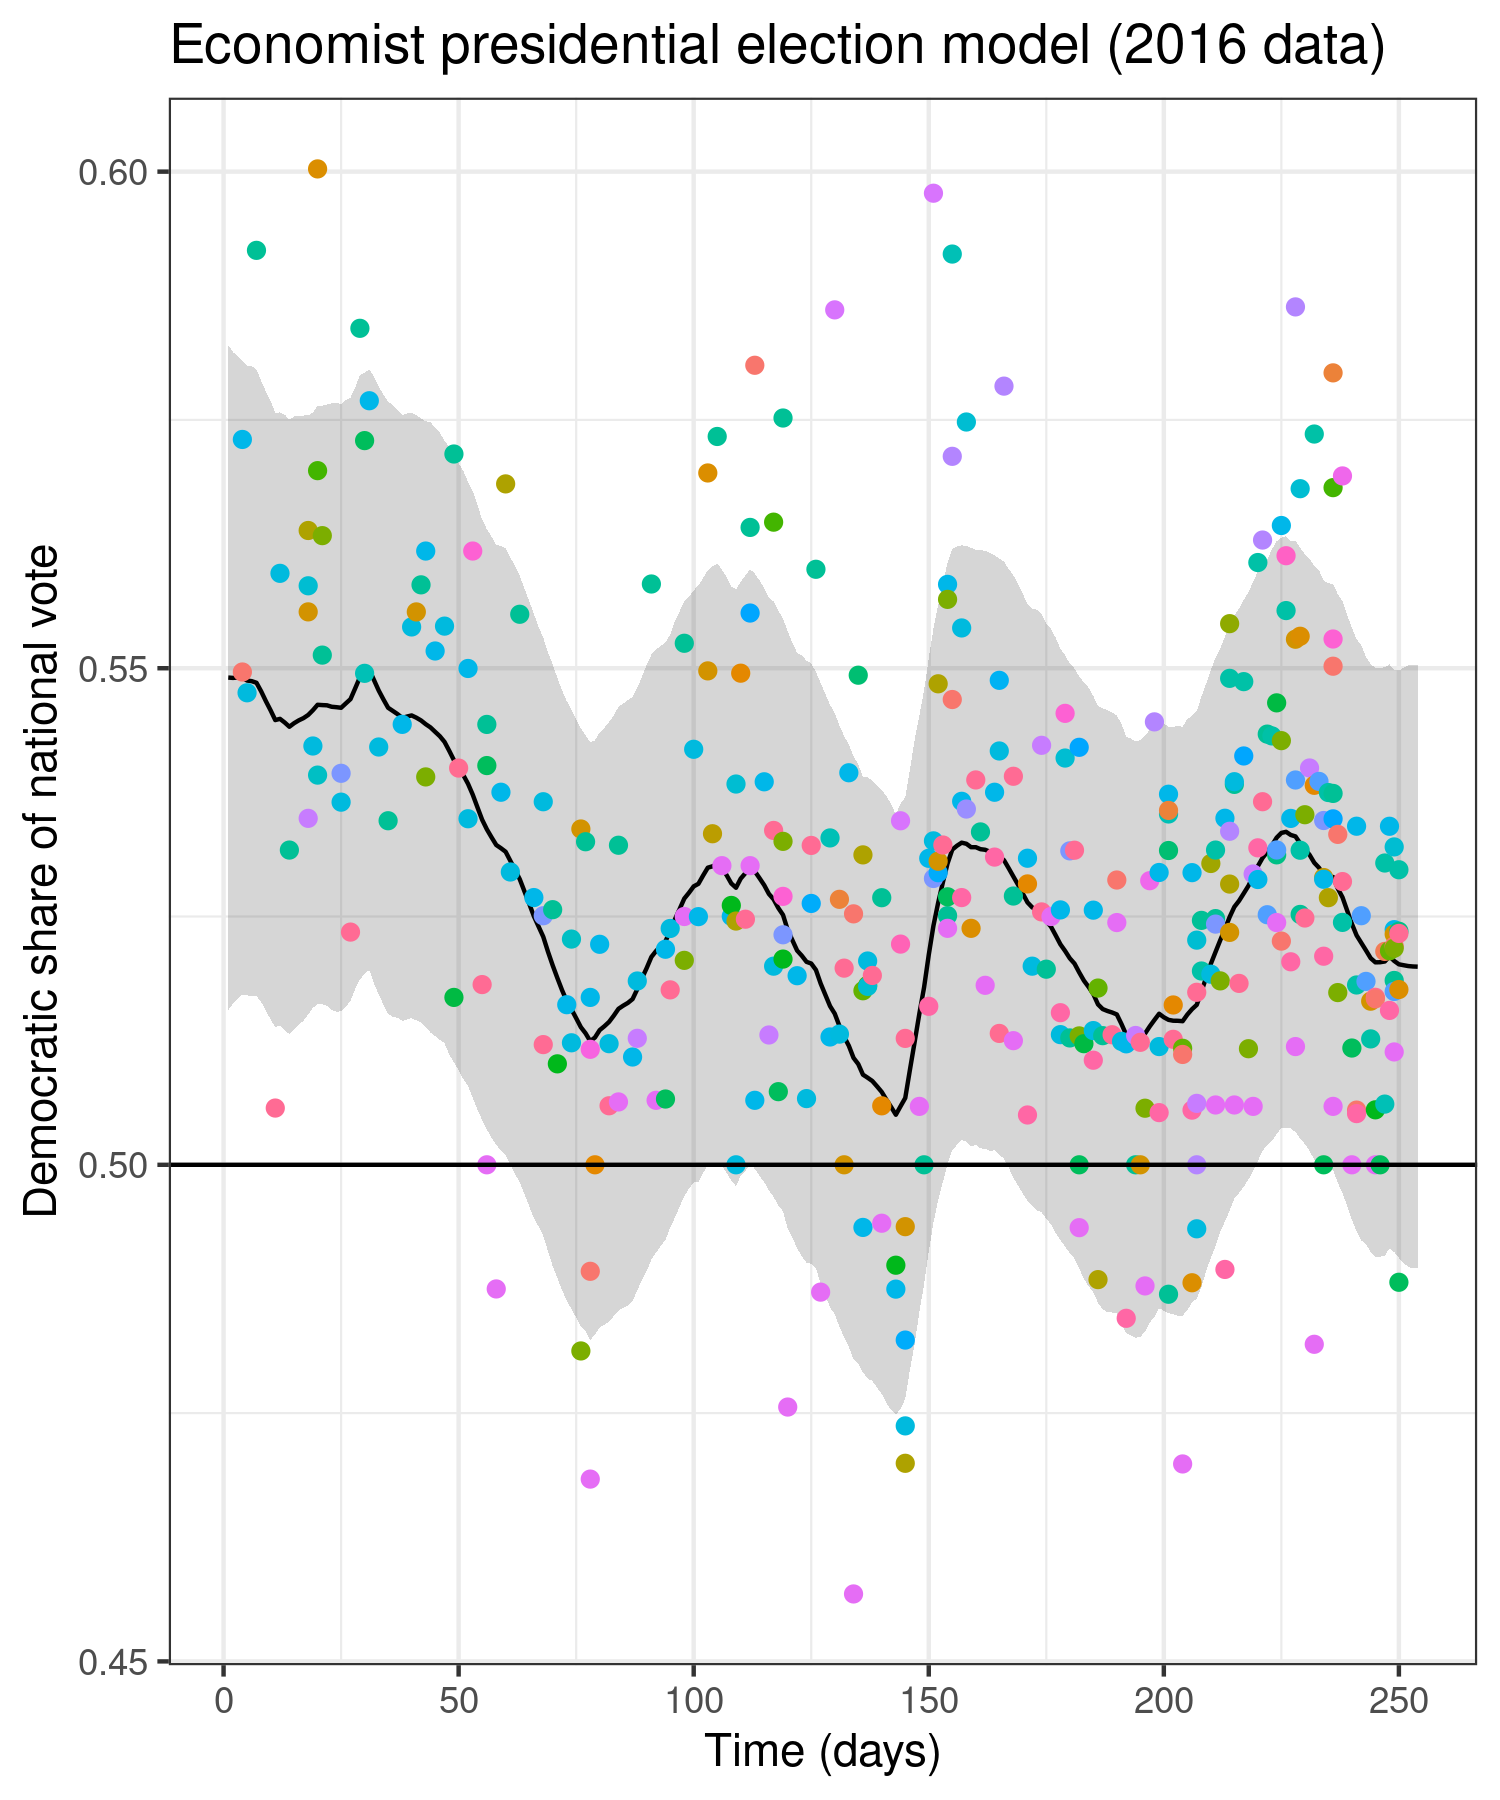 Economist presidential election model (2016 data)
Democratic share of national vote
0.60
0.55
0.50
0.45
0 50 100 150 200 250
Time (days)